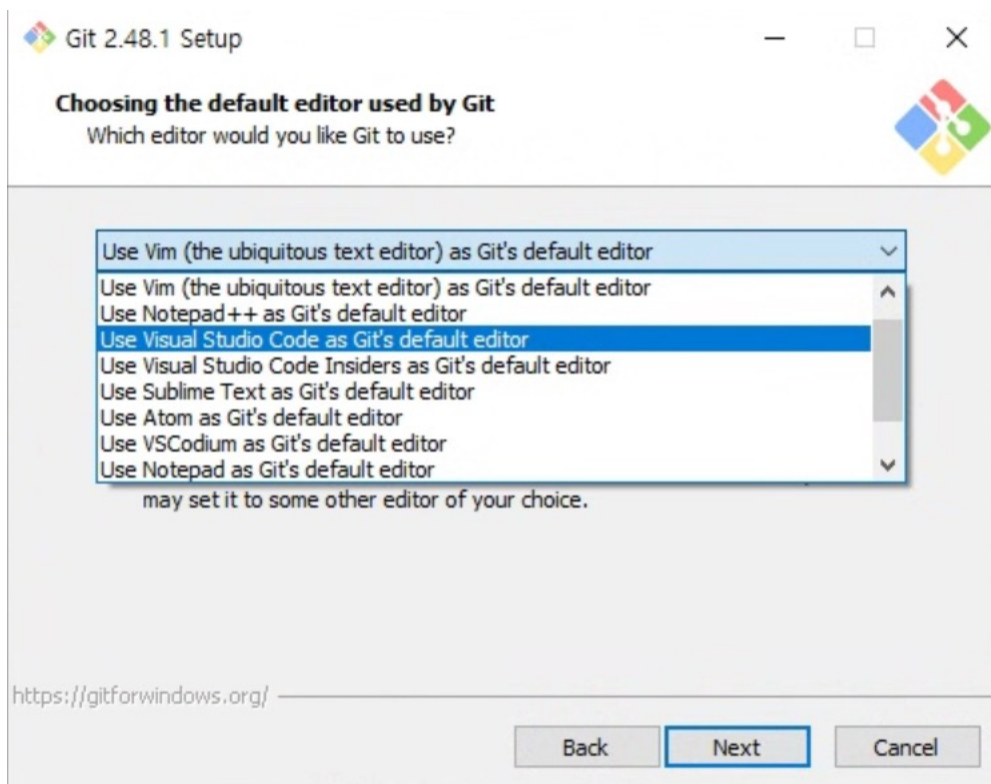 Git 2.48.1 Setup
Choosing the default editor used by Git
Which editor would you like Git to use?
Use Vim (the ubiquitous text editor) as Git's default editor
Use Vim (the ubiquitous text editor) as Git's default editor
Use Notepad++ as Git's default editor
Use Visual Studio Code as Git's default editor
Use Visual Studio Code Insiders as Git's default editor
Use Sublime Text as Git's default editor
Use Atom as Git's default editor
Use VSCodium as Git's default editor
Use Notepad as Git's default editor
may set it to some other editor of your choice.
https://gitforwindows.org/
Back Next Cancel